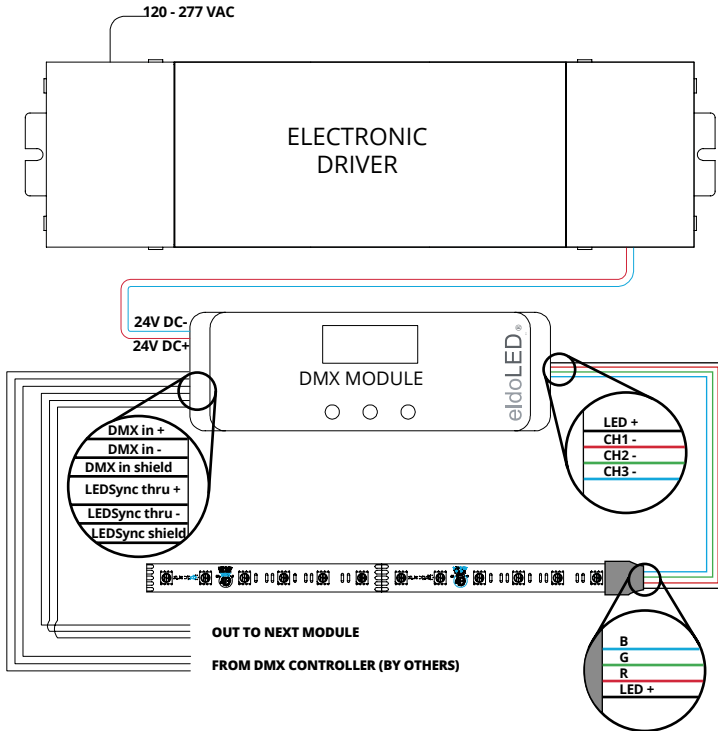 120 - 277 VAC
ELECTRONIC
DRIVER
24V DC-
24V DC+
DMX MODULE
eldoLED®
DMX in +
DMX in -
DMX in shield
LEDSync thru +
LEDSync thru -
LEDSync shield
LED +
CH1 -
CH2 -
CH3 -
OUT TO NEXT MODULE
FROM DMX CONTROLLER (BY OTHERS)
B
G
R
LED +